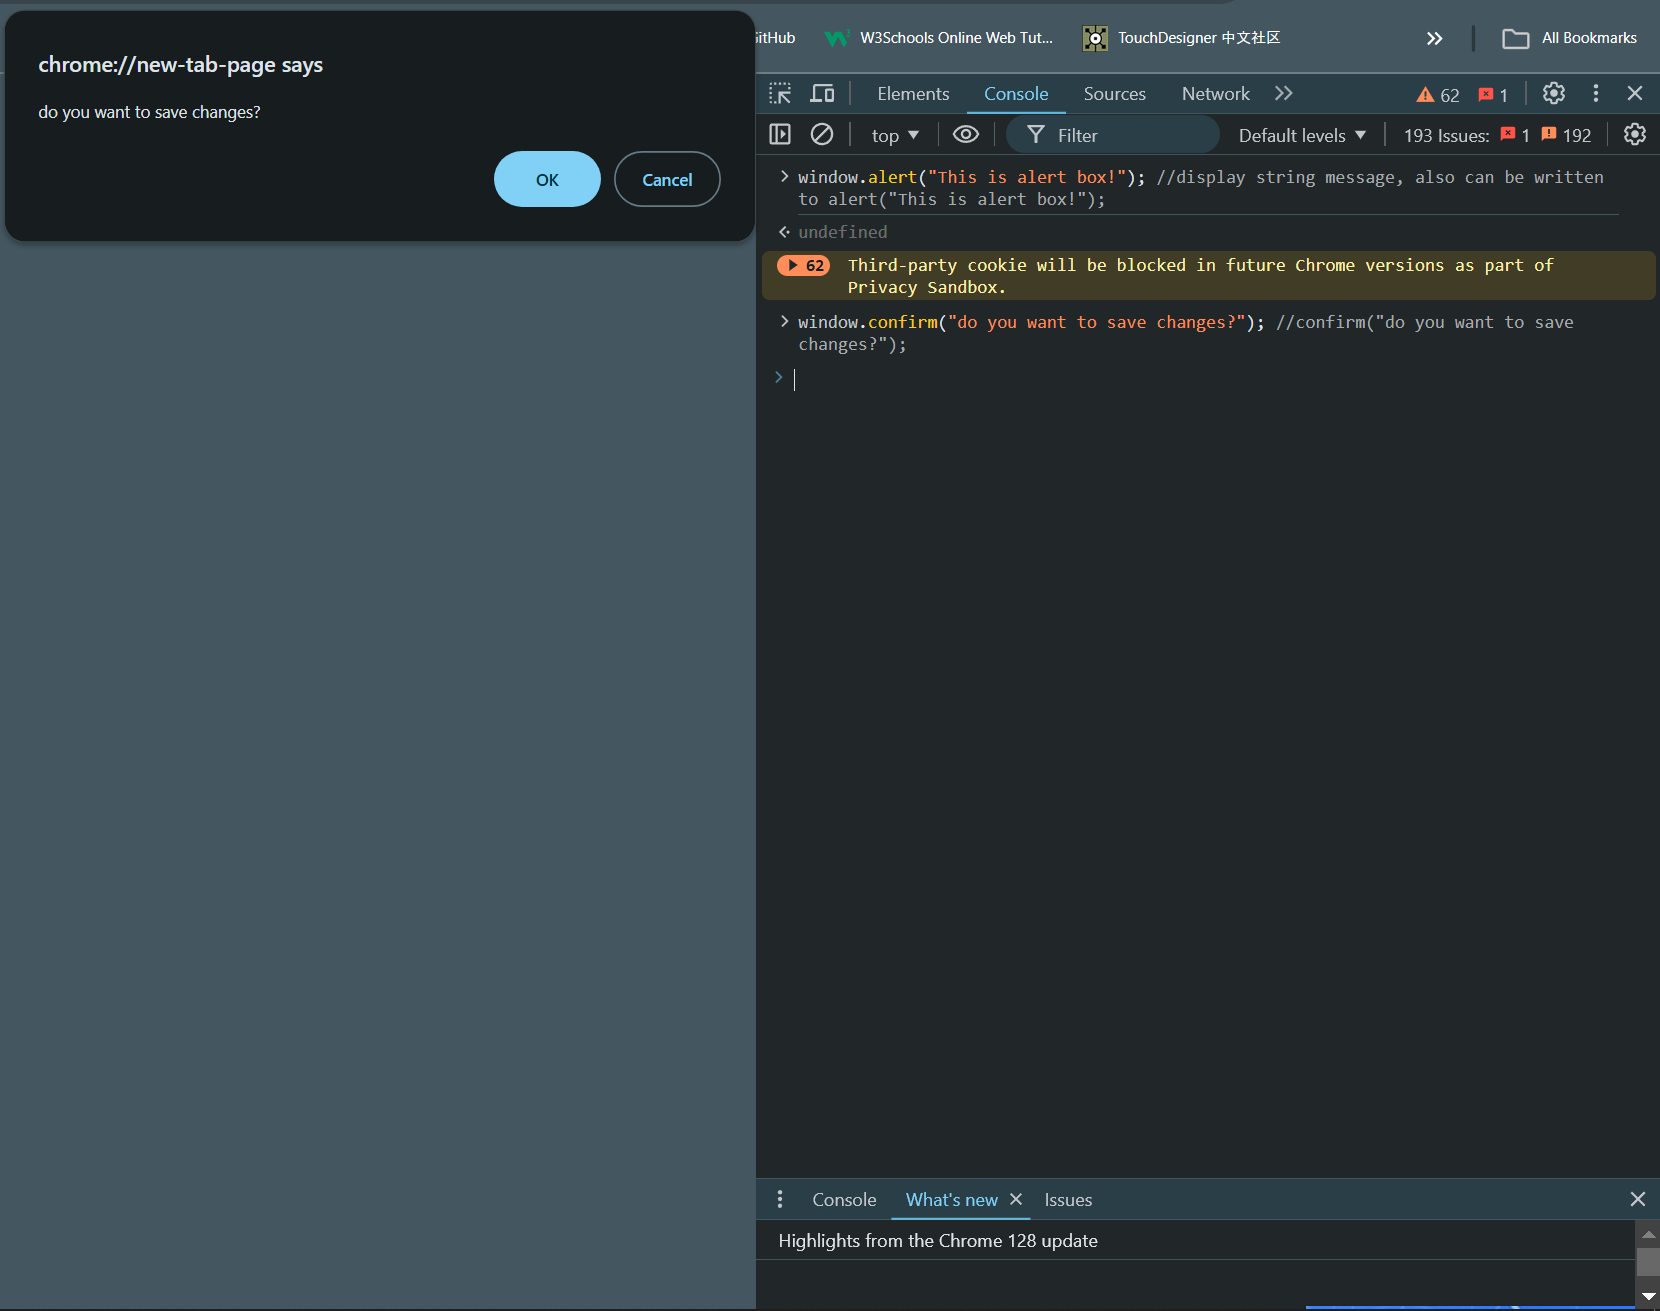 chrome://new-tab-page says
do you want to save changes?
OK
Cancel
W3Schools Online Web Tut...
TouchDesigner 中文社区
All Bookmarks
Elements
Console
Sources
Network
62
1
top
Filter
Default levels
193 Issues: 1 192
window.alert("This is alert box!"); //display string message, also can be written
to alert("This is alert box!");
undefined
62 Third-party cookie will be blocked in future Chrome versions as part of
Privacy Sandbox.
window.confirm("do you want to save changes?"); //confirm("do you want to save
changes?");
Console
What's new
Issues
Highlights from the Chrome 128 update